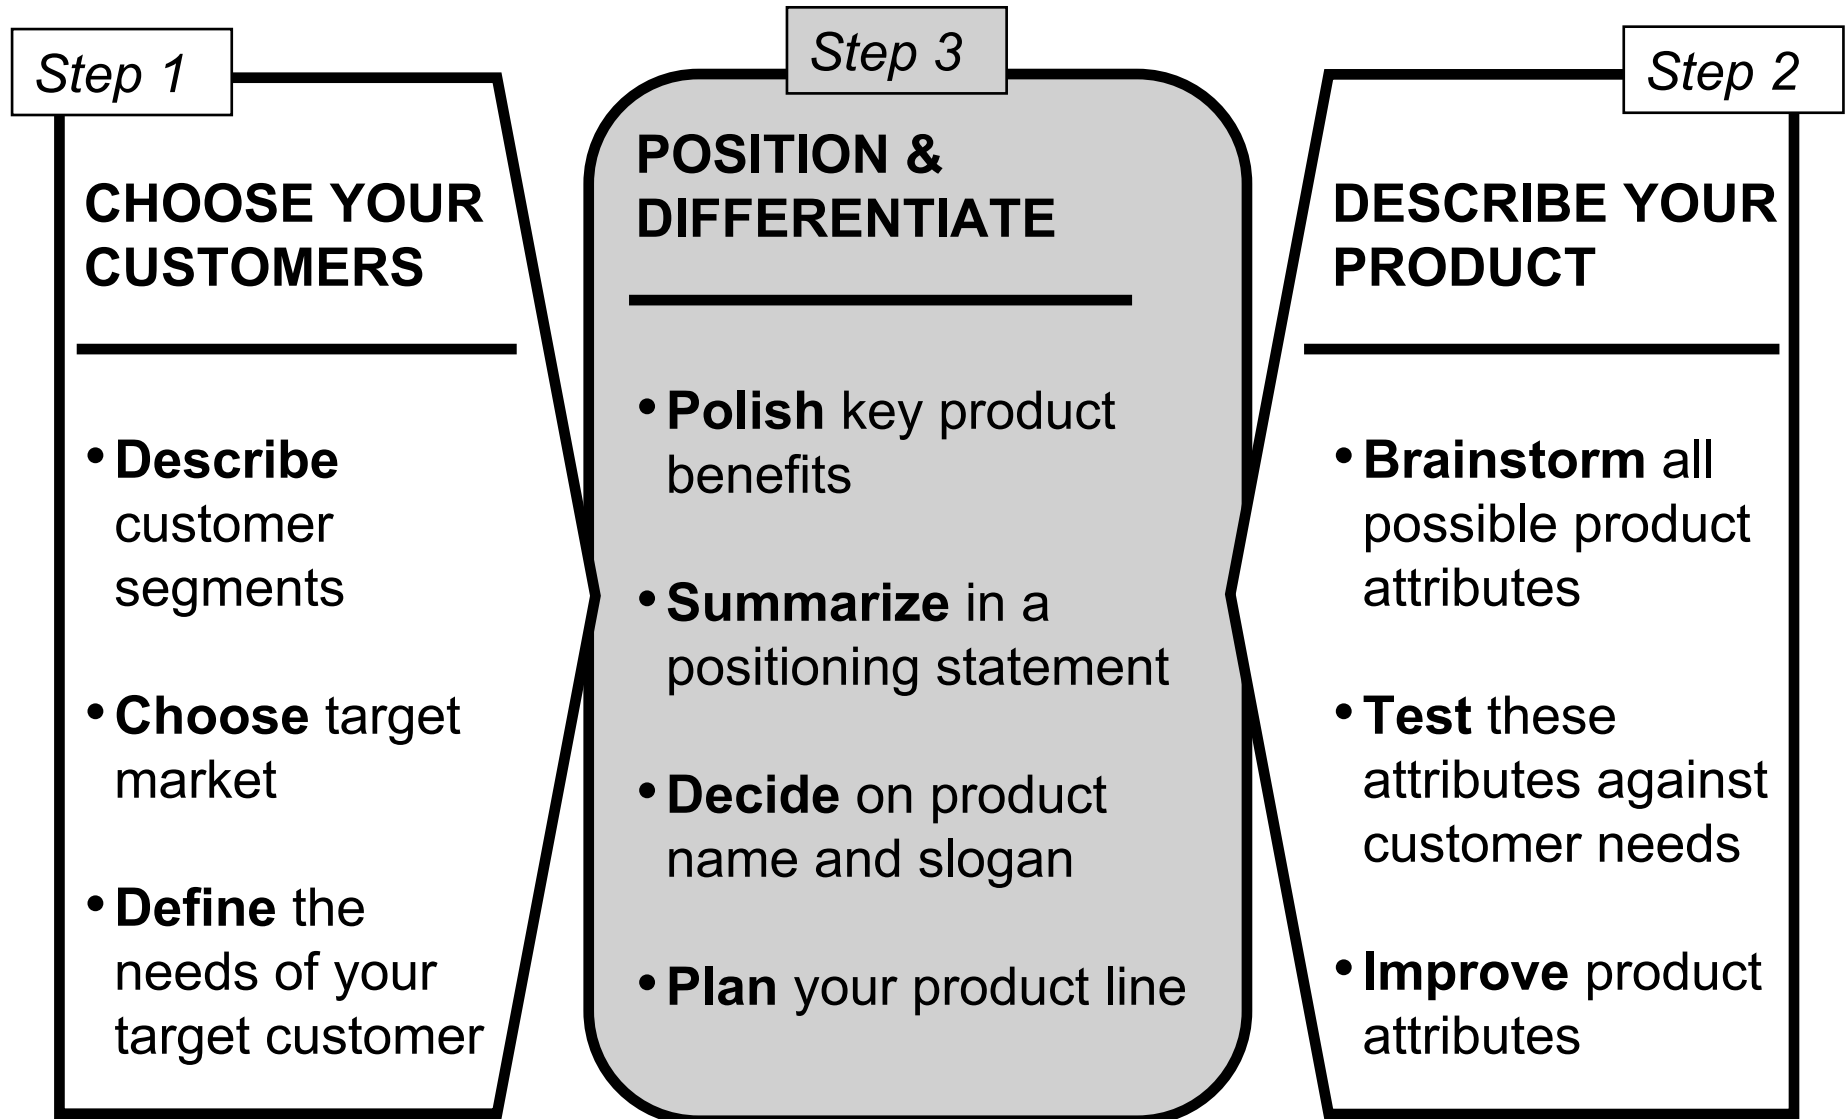 Step 1
CHOOSE YOUR
CUSTOMERS
• Describe
customer
segments
• Choose target
market
• Define the
needs of your
target customer
Step 3
POSITION &
DIFFERENTIATE
• Polish key product
benefits
• Summarize in a
positioning statement
• Decide on product
name and slogan
• Plan your product line
Step 2
DESCRIBE YOUR
PRODUCT
• Brainstorm all
possible product
attributes
• Test these
attributes against
customer needs
• Improve product
attributes